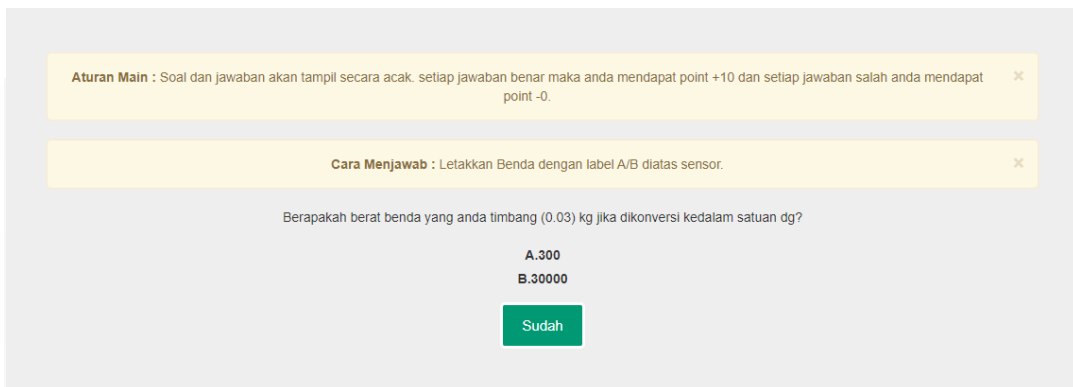 Aturan Main : Soal dan jawaban akan tampil secara acak. setiap jawaban benar maka anda mendapat point +10 dan setiap jawaban salah anda mendapat
point -0.
×
Cara Menjawab : Letakkan Benda dengan label A/B diatas sensor.
×
Berapakah berat benda yang anda timbang (0.03) kg jika dikonversi kedalam satuan dg?
A.300
B.30000
Sudah